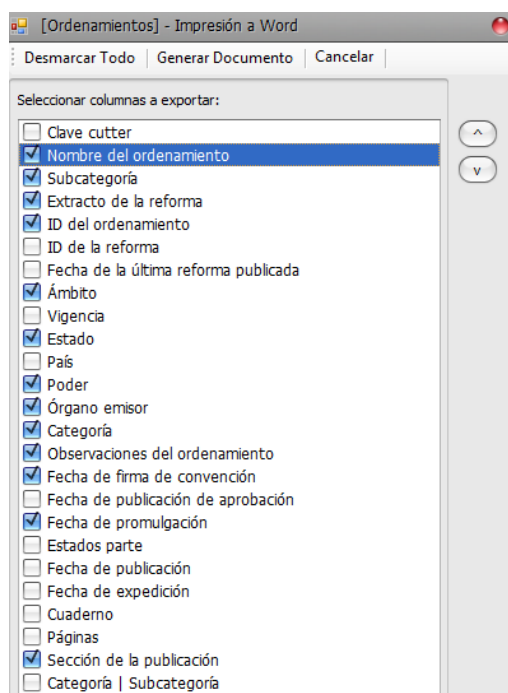 [Ordenamientos] - Impresión a Word
Desmarcar Todo Generar Documento Cancelar
Seleccionar columnas a exportar:
Clave cutter
Nombre del ordenamiento
Subcategoría
Extracto de la reforma
ID del ordenamiento
ID de la reforma
Fecha de la última reforma publicada
Ámbito
Vigencia
Estado
País
Poder
Órgano emisor
Categoría
Observaciones del ordenamiento
Fecha de firma de convención
Fecha de publicación de aprobación
Fecha de promulgación
Estados parte
Fecha de publicación
Fecha de expedición
Cuaderno
Páginas
Sección de la publicación
Categoría | Subcategoría